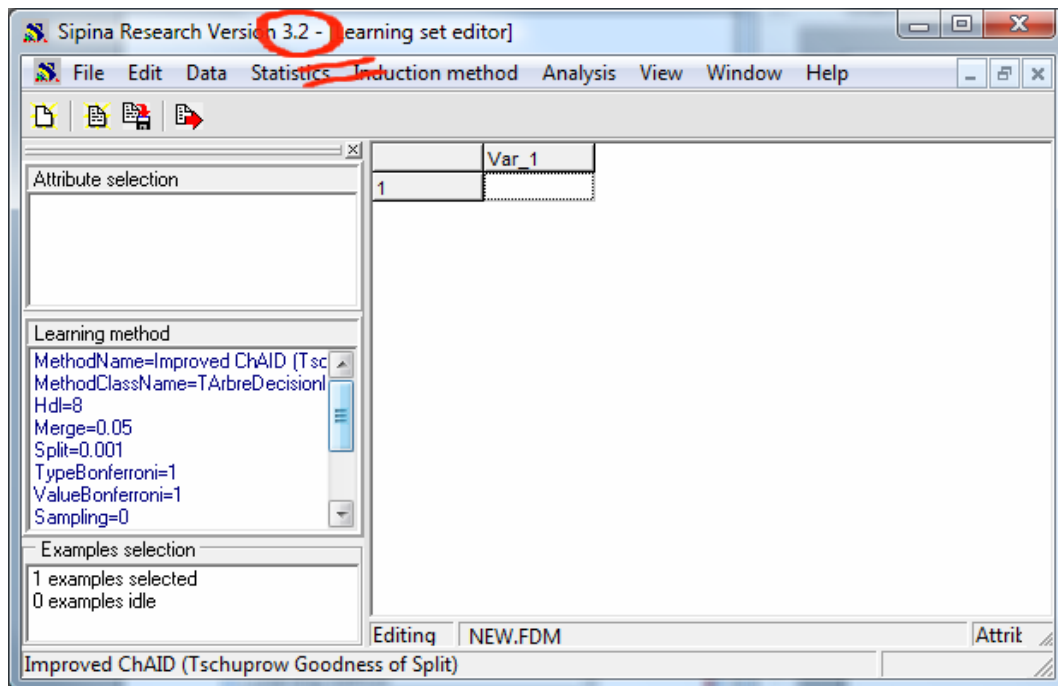 Sipina Research Version 3.2 - [Learning set editor]
File Edit Data Statistics Induction method Analysis View Window Help
Attribute selection
Var_1
1
Learning method
MethodName=Improved ChAID (Tsc
MethodClassName=TArbreDecisionI
Hdl=8
Merge=0.05
Split=0.001
TypeBonferroni=1
ValueBonferroni=1
Sampling=0
Examples selection
1 examples selected
0 examples idle
Editing NEW.FDM Attrit
Improved ChAID (Tschuprow Goodness of Split)